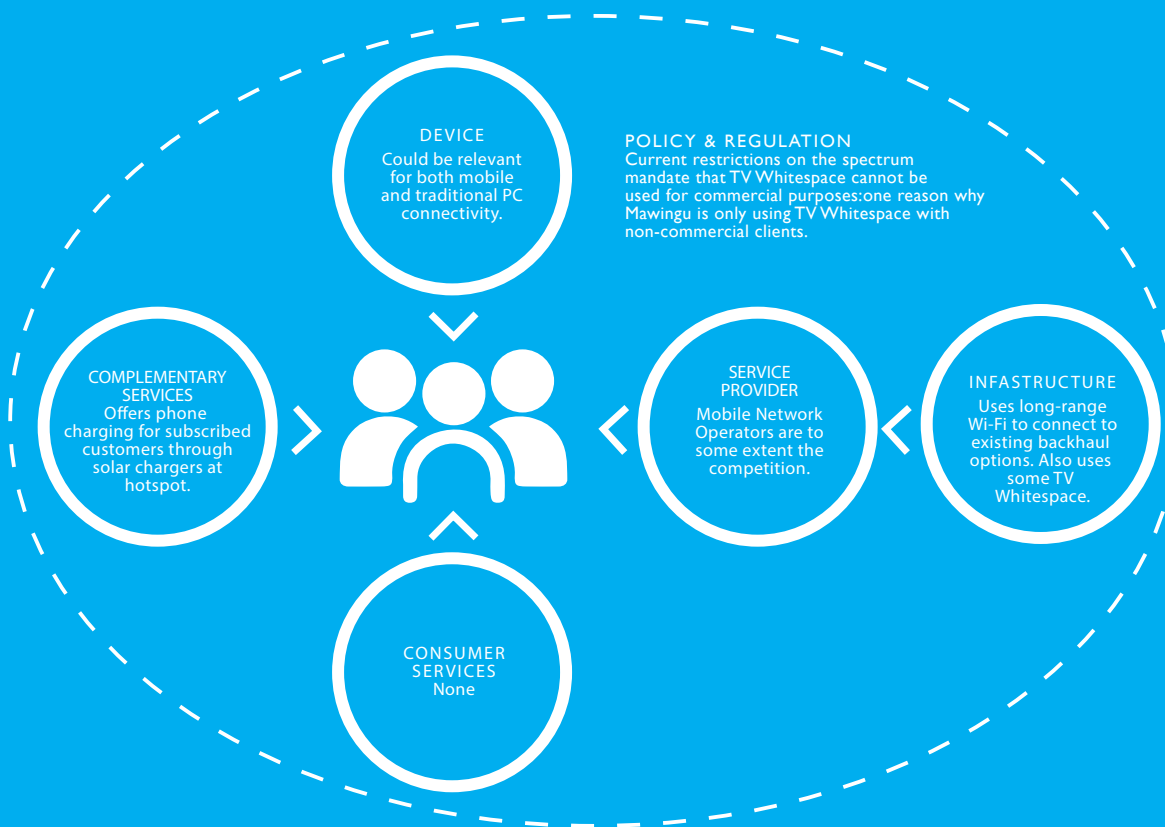 DEVICE
Could be relevant
for both mobile
and traditional PC
connectivity.
POLICY & REGULATION
Current restrictions on the spectrum
mandate that TV Whitespace cannot be
used for commercial purposes:one reason why
Mawingu is only using TV Whitespace with
non-commercial clients.
COMPLEMENTARY
SERVICES
Offers phone
charging for subscribed
customers through
solar chargers at
hotspot.
SERVICE
PROVIDER
Mobile Network
Operators are to
some extent the
competition.
INFASTRUCTURE
Uses long-range
Wi-Fi to connect to
existing backhaul
options. Also uses
some TV
Whitespace.
CONSUMER
SERVICES
None